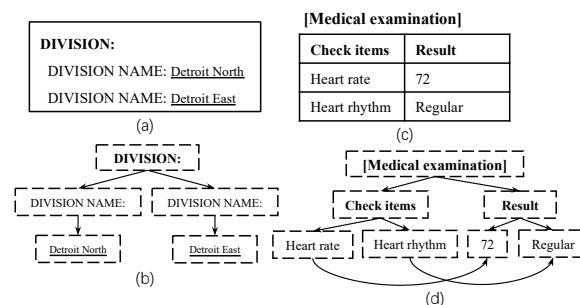 DIVISION:
DIVISION NAME: Detroit North
DIVISION NAME: Detroit East
(a)
[Medical examination]
Check items Result
Heart rate 72
Heart rhythm Regular
(c)
DIVISION:
DIVISION NAME: DIVISION NAME:
Detroit North Detroit East
(b)
[Medical examination]
Check items Result
Heart rate Heart rhythm 72 Regular
(d)